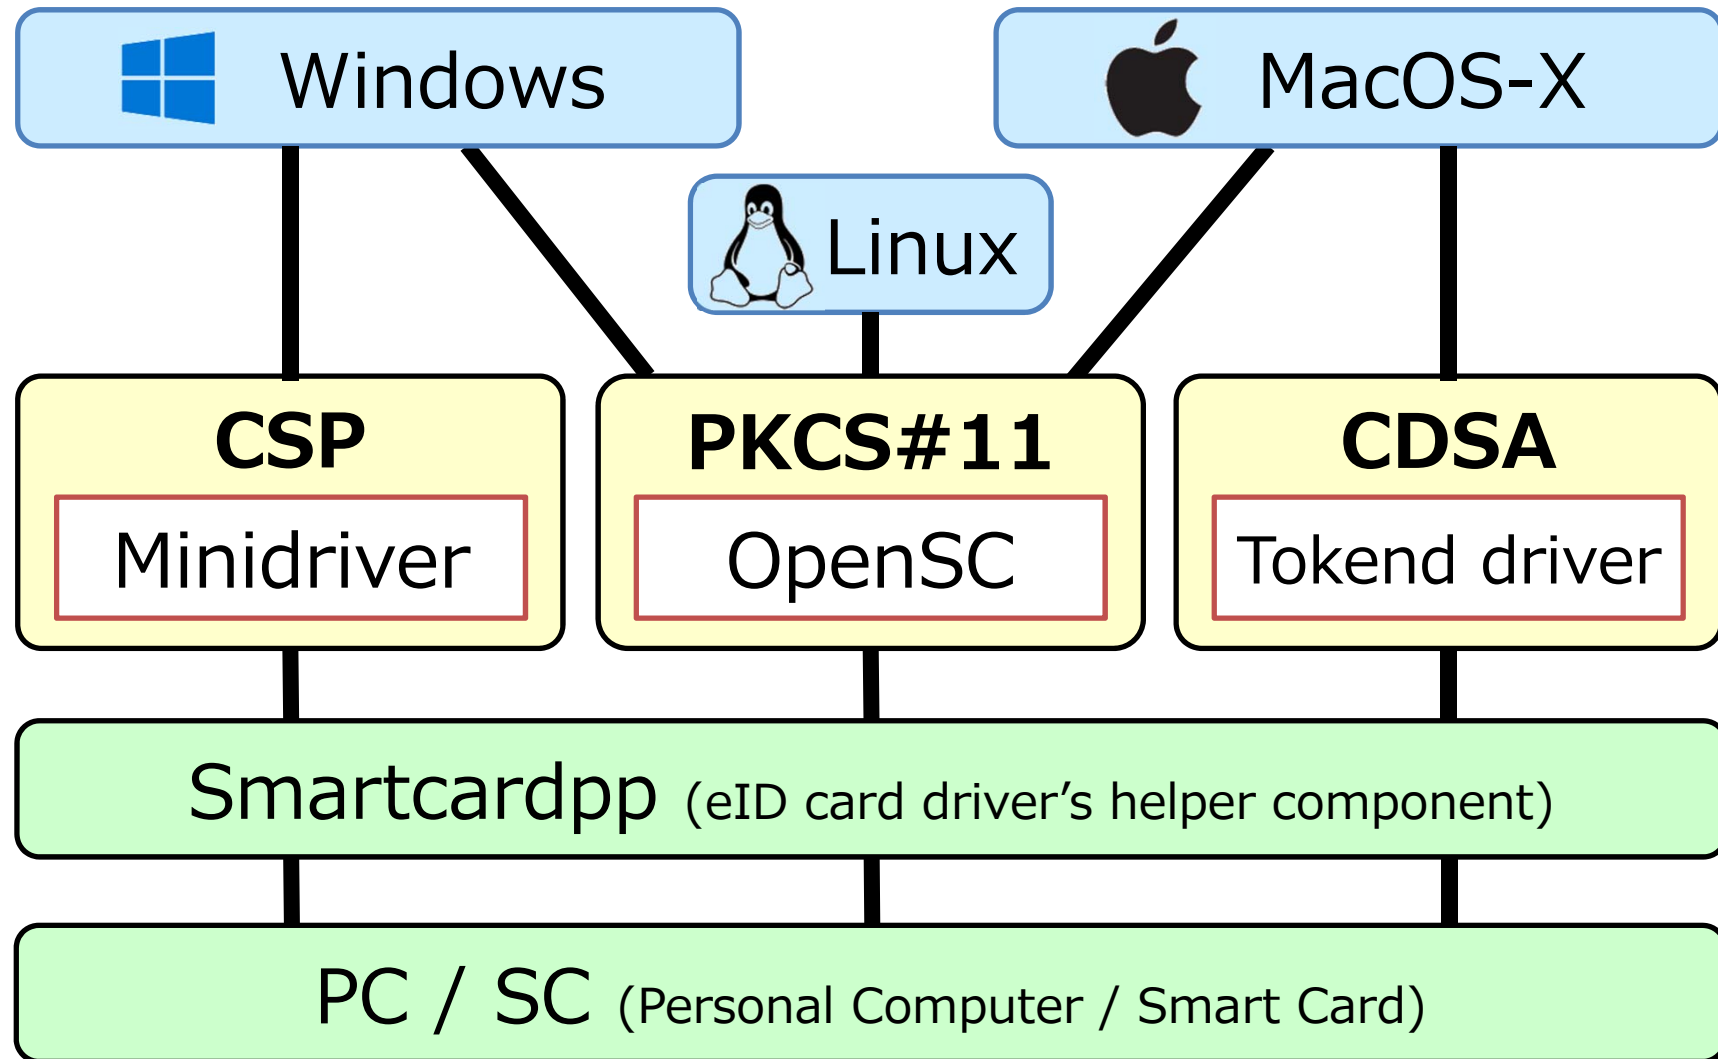 Windows
MacOS-X
Linux
CSP
PKCS#11
CDSA
Minidriver
OpenSC
Tokend driver
Smartcardpp (eID card driver’s helper component)
PC / SC (Personal Computer / Smart Card)